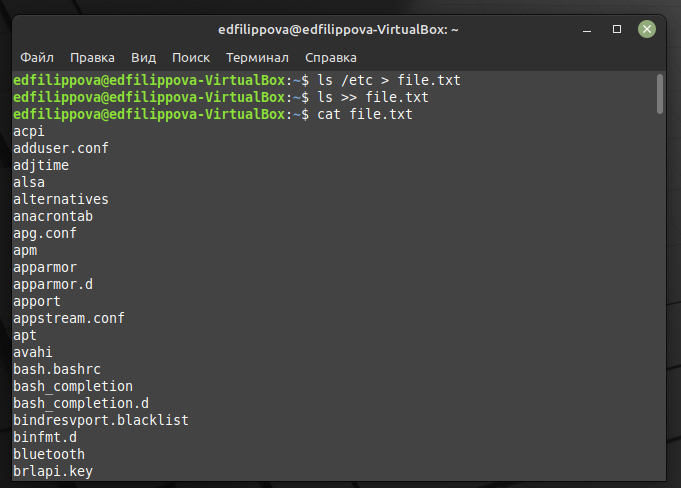 edfilippova@edfilippova-VirtualBox: ~
Файл Правка Вид Поиск Терминал Справка
edfilippova@edfilippova-VirtualBox:~$ ls /etc > file.txt
edfilippova@edfilippova-VirtualBox:~$ ls >> file.txt
edfilippova@edfilippova-VirtualBox:~$ cat file.txt
acpi
adduser.conf
adjtime
alsa
alternatives
anacrontab
apg.conf
apm
apparmor
apparmor.d
apport
appstream.conf
apt
avahi
bash.bashrc
bash_completion
bash_completion.d
bindresvport.blacklist
binfmt.d
bluetooth
brlapi.key